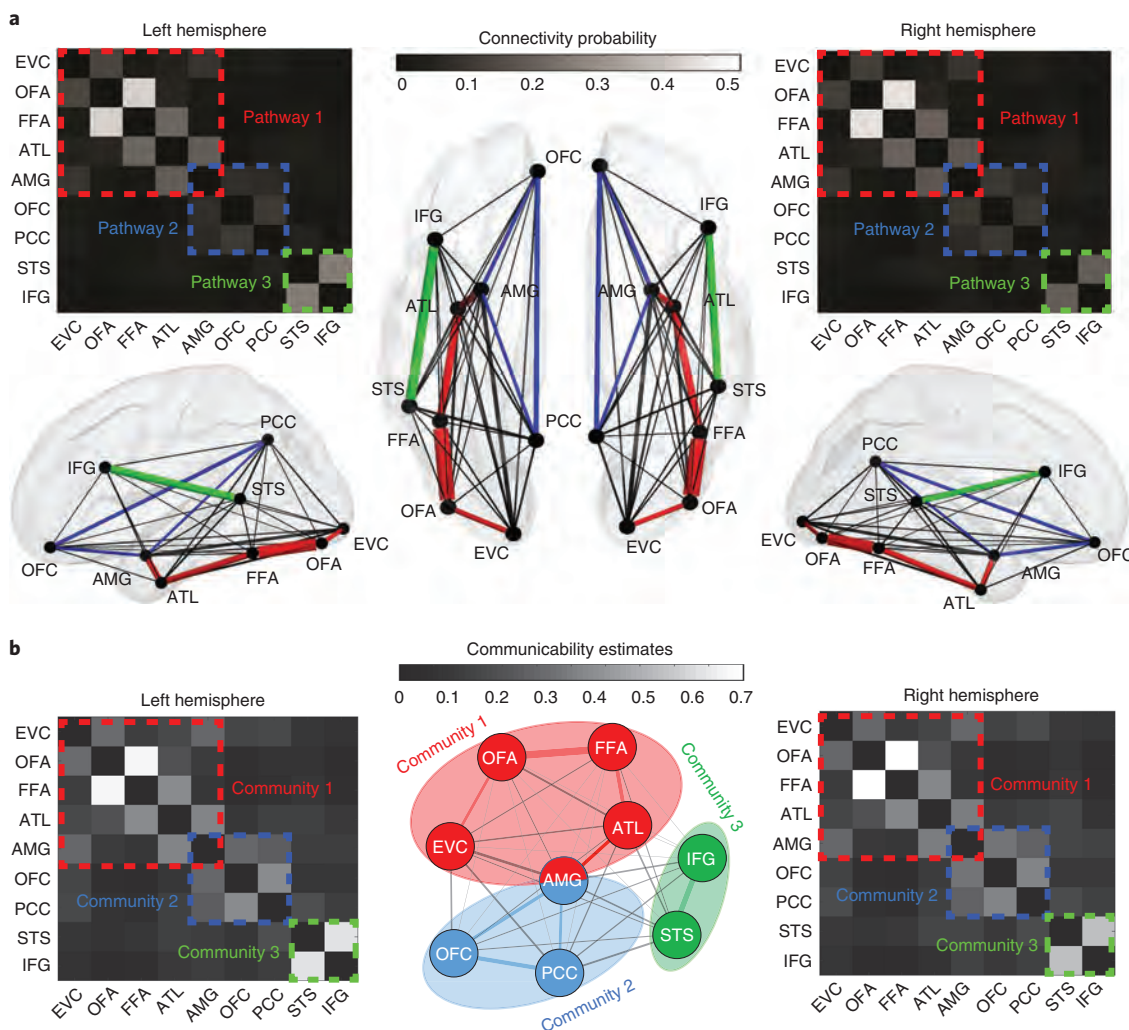 a
Left hemisphere
EVC
OFA
FFA
ATL
AMG
OFC
PCC
STS
IFG
Pathway 1
Pathway 2
Pathway 3
EVC OFA FFA ATL AMG OFC PCC STS IFG
Connectivity probability
0 0.1 0.2 0.3 0.4 0.5
Right hemisphere
EVC
OFA
FFA
ATL
AMG
OFC
PCC
STS
IFG
Pathway 1
Pathway 2
Pathway 3
EVC OFA FFA ATL AMG OFC PCC STS IFG
OFC
IFG IFG
AMG AMG
ATL ATL
STS STS
FFA PCC FFA
OFA OFA
EVC EVC
PCC
IFG
STS
EVC
OFC
AMG
FFA
OFA
ATL
PCC
IFG
STS
EVC
OFA
FFA
OFC
AMG
ATL
b
Left hemisphere
EVC
OFA
FFA
ATL
AMG
OFC
PCC
STS
IFG
Community 1
Community 2
Community 3
EVC OFA FFA ATL AMG OFC PCC STS IFG
Communicability estimates
0 0.1 0.2 0.3 0.4 0.5 0.6 0.7
Community 1
OFA
FFA
Community 3
EVC
ATL
IFG
AMG
OFC
PCC
STS
Community 2
Right hemisphere
EVC
OFA
FFA
ATL
AMG
OFC
PCC
STS
IFG
Community 1
Community 2
Community 3
EVC OFA FFA ATL AMG OFC PCC STS IFG